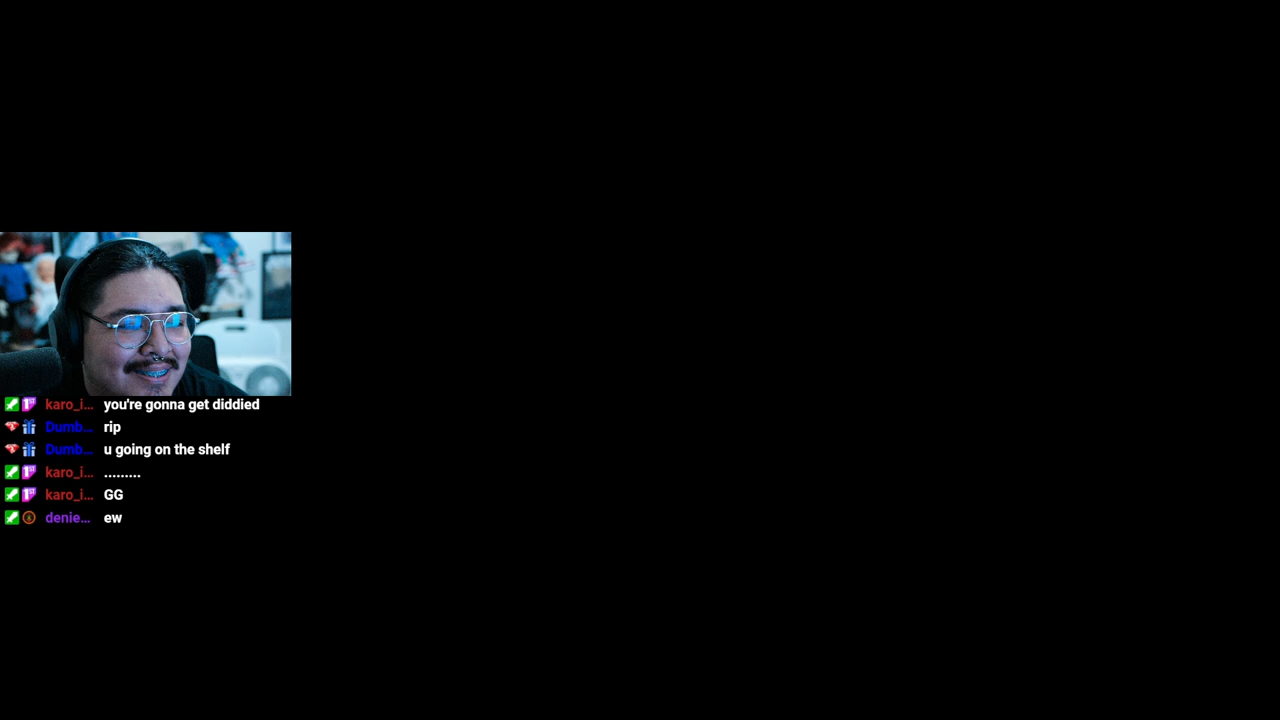 karo_i... you're gonna get diddied
Dumb... rip
Dumb... u going on the shelf
karo_i... .........
karo_i... GG
denie... ew